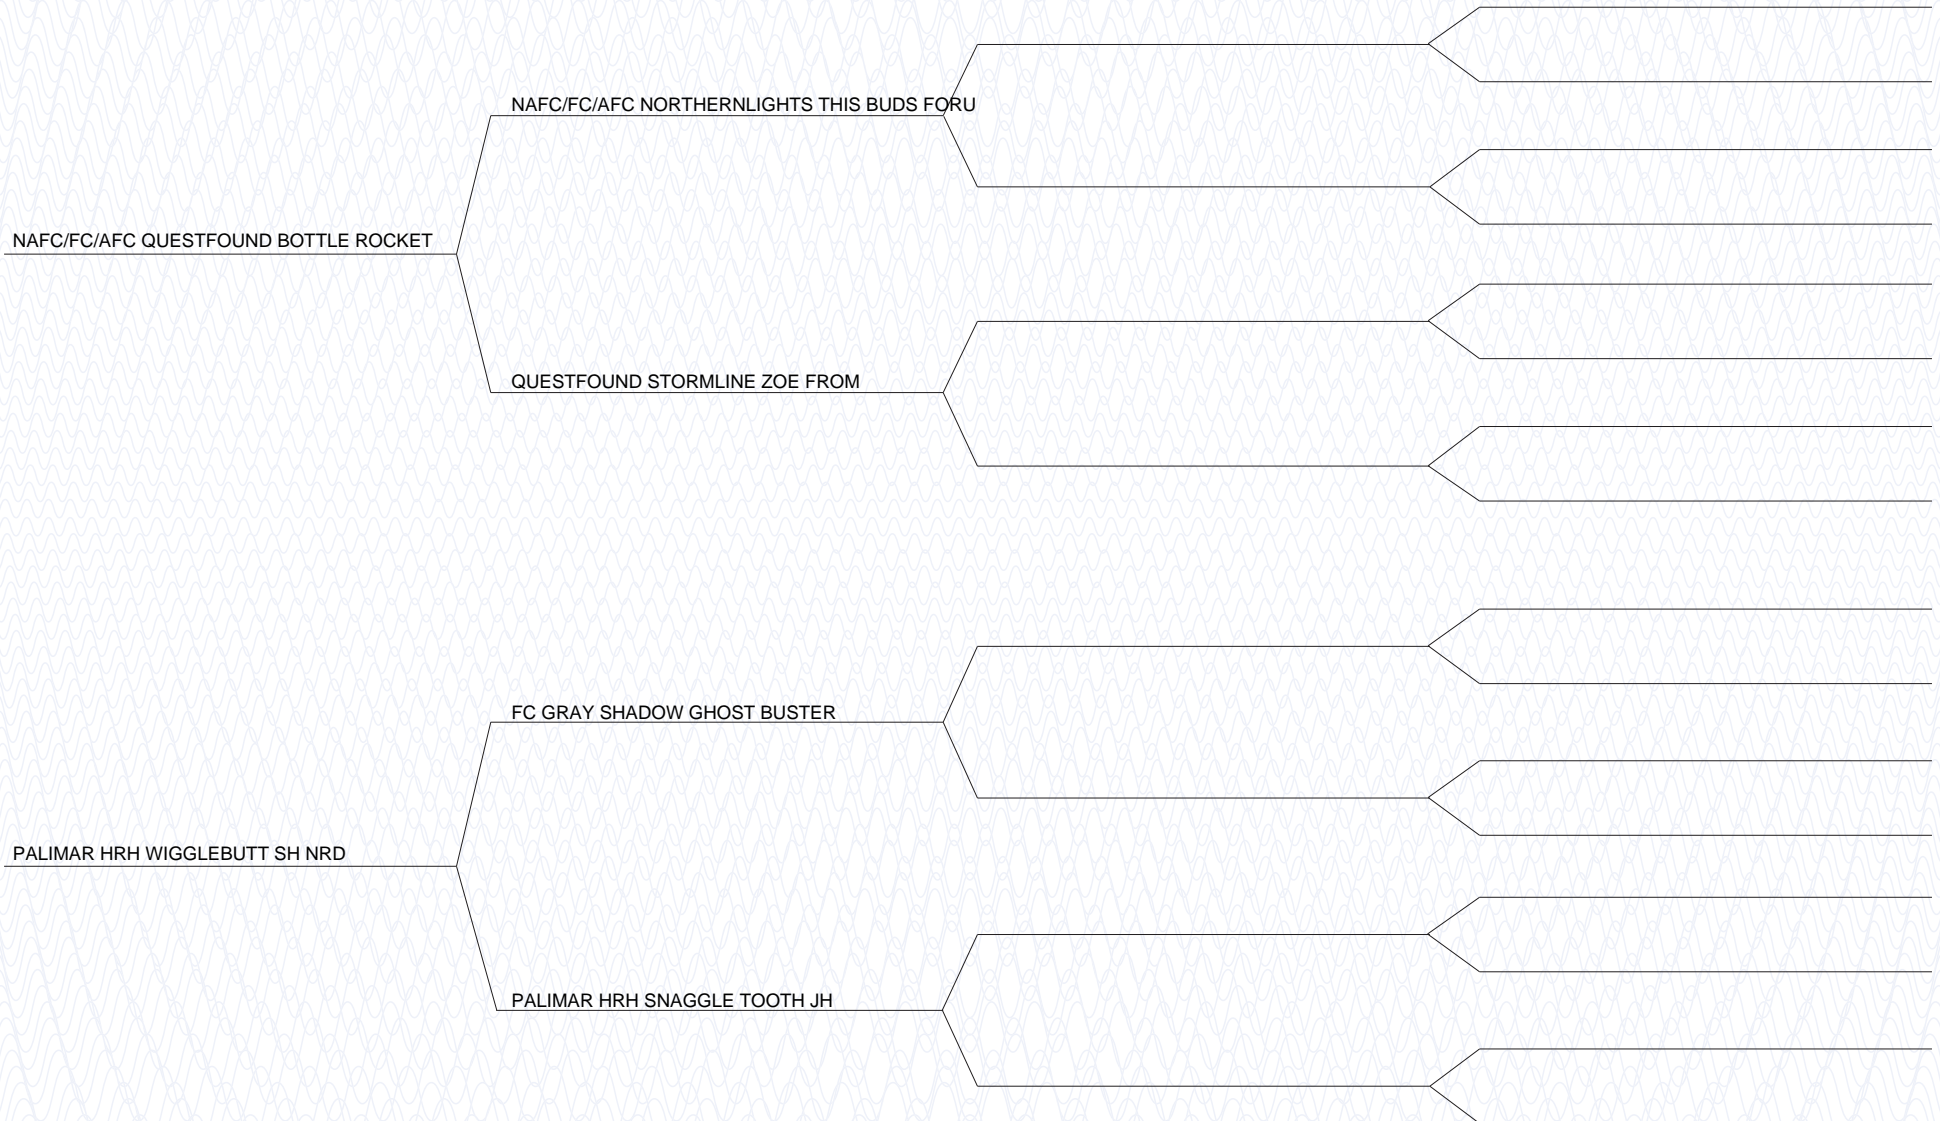 NAFC/FC/AFC NORTHERNLIGHTS THIS BUDS FORU
NAFC/FC/AFC QUESTFOUND BOTTLE ROCKET
QUESTFOUND STORMLINE ZOE FROM
FC GRAY SHADOW GHOST BUSTER
PALIMAR HRH WIGGLEBUTT SH NRD
PALIMAR HRH SNAGGLE TOOTH JH